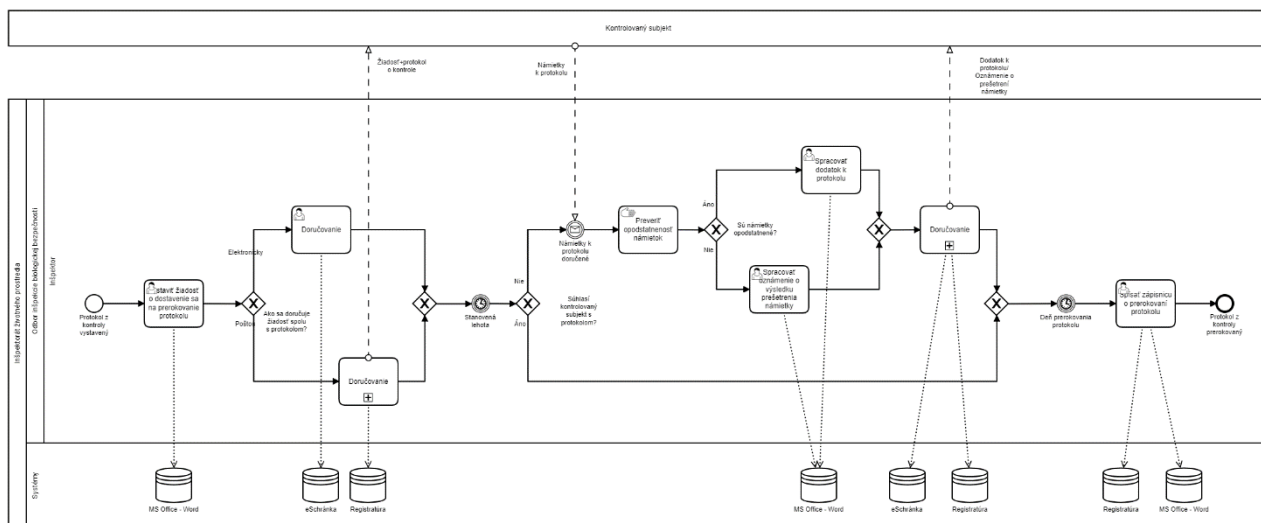 Kontrolovaný subjekt
Žiadosť+protokol
o kontrole
Námietky
k protokolu
Dodatok k
protokolu/
Oznámenie o
prešetrení
námietky
Inšpektorát životného prostredia
Odbor inšpekcie biologickej bezpečnosti
Inšpektor
Protokol z
kontroly
vystavený
staviť žiadosť
o dostavenie sa
na prerokovanie
protokolu
Elektronicky
Poštou
Ako sa doručuje
žiadosť spolu
s protokolom?
Doručovanie
Doručovanie
Stanovená
lehota
Nie
Áno
Súhlasí
kontrolovaný
subjekt s
protokolom?
Námietky k
protokolu
doručené
Preveriť
opodstatnenosť
námietok
Áno
Nie
Sú námietky
opodstatnené?
Spracovať
dodatok k
protokolu
Spracovať
oznámenie o
výsledku
prešetrenia
námietky
Doručovanie
Deň prerokovania
protokolu
Spísať zápisnicu
o prerokovaní
protokolu
Protokol z
kontroly
prerokovaný
Systémy
MS Office - Word
eSchránka
Registratúra
MS Office - Word
eSchránka
Registratúra
Registratúra
MS Office - Word